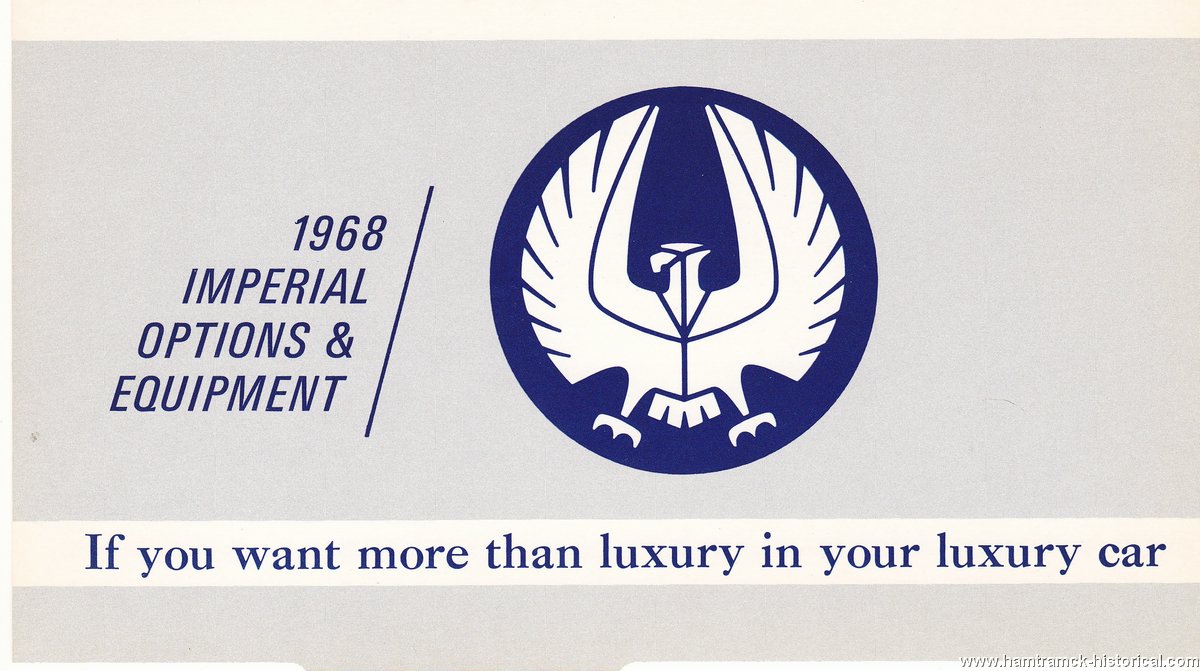 1968
IMPERIAL
OPTIONS &
EQUIPMENT
If you want more than luxury in your luxury car
www.hamtramck-historical.com